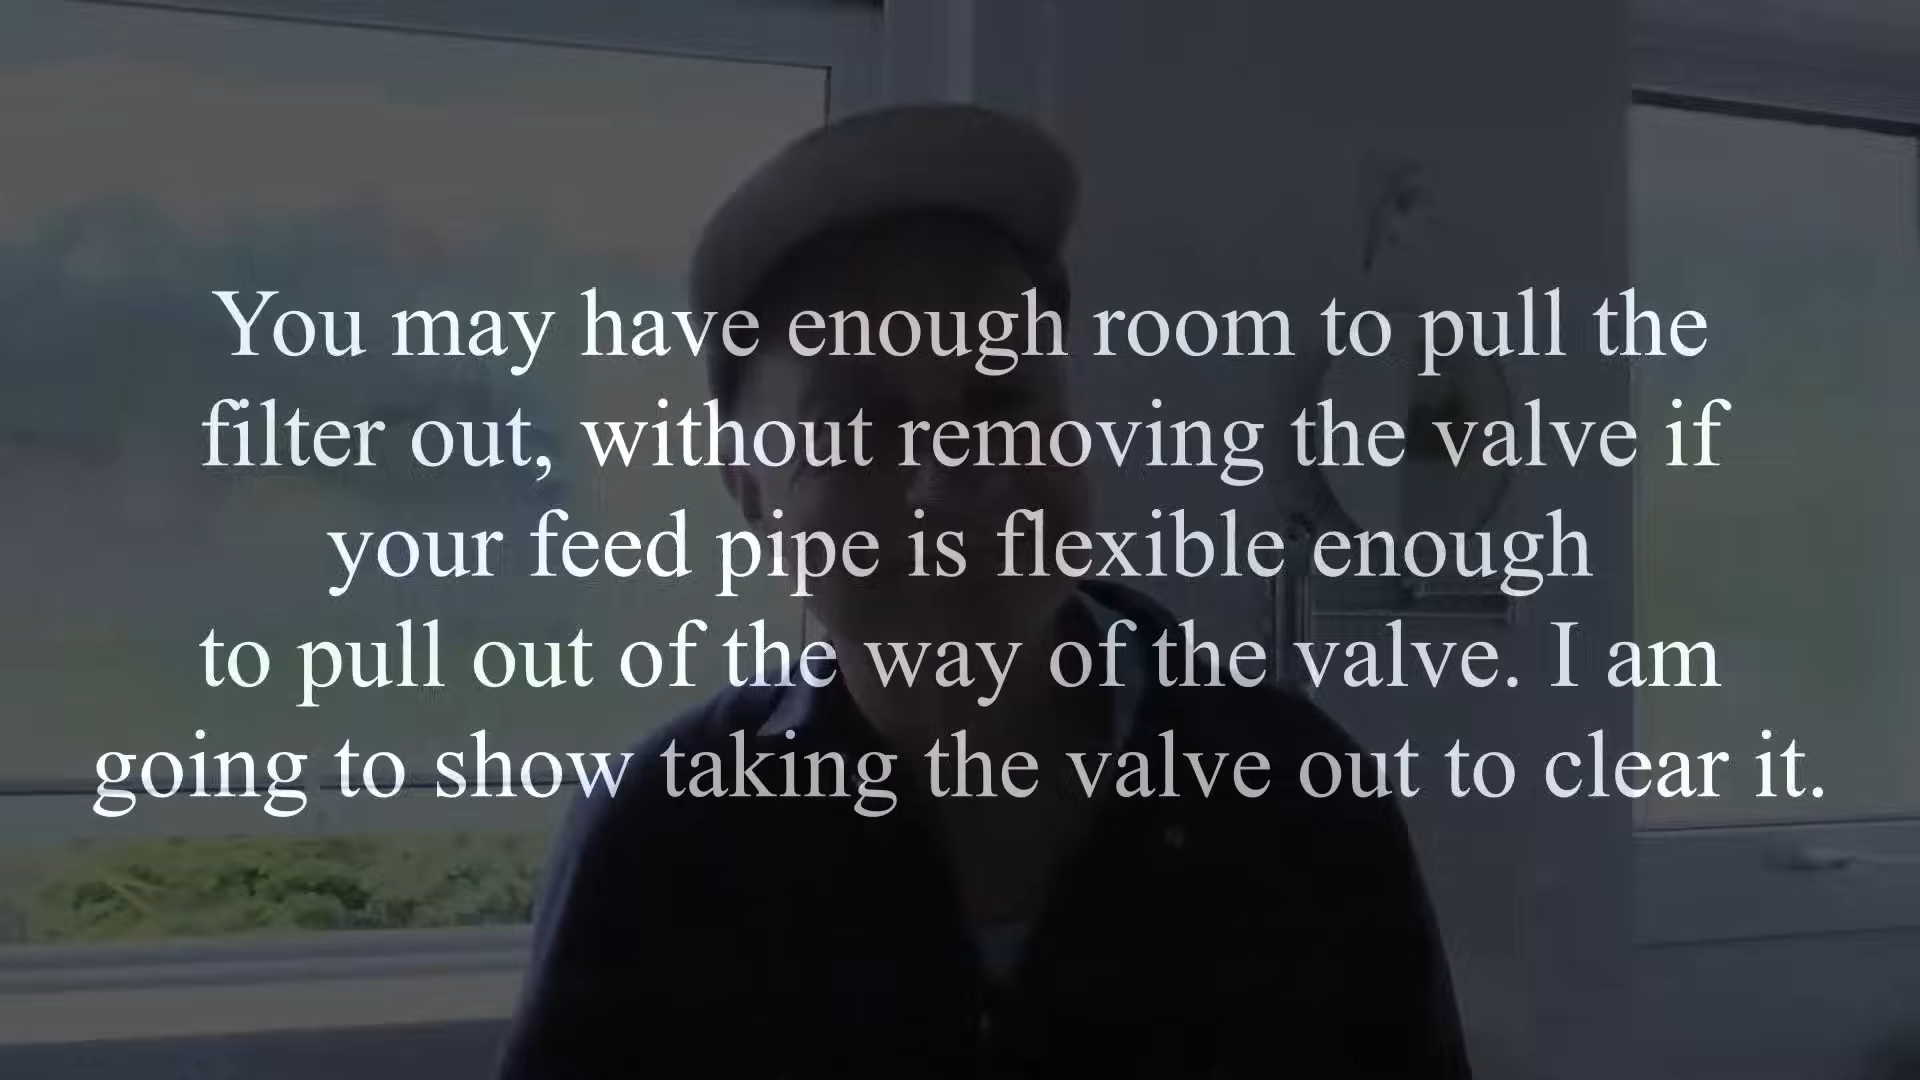 You may have enough room to pull the
filter out, without removing the valve if
your feed pipe is flexible enough
to pull out of the way of the valve. I am
going to show taking the valve out to clear it.